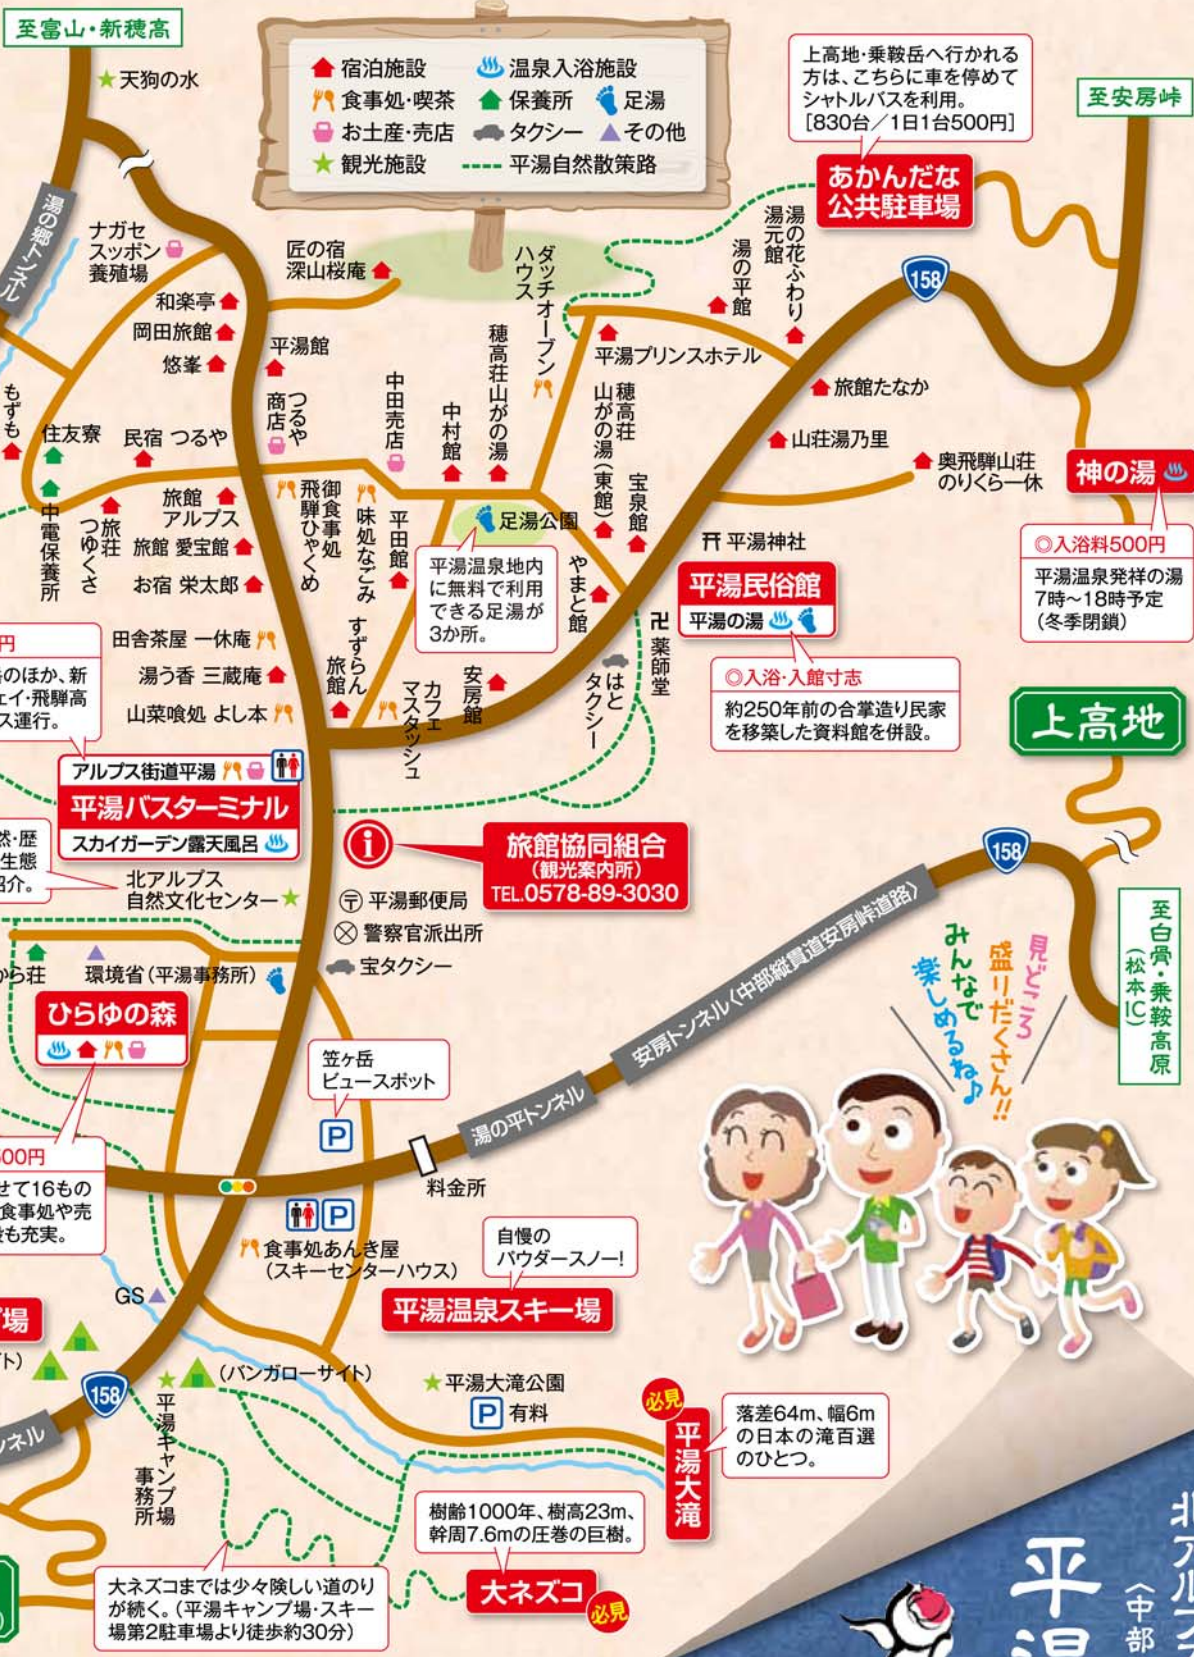 至富山・新穂高
天狗の水
宿泊施設
温泉入浴施設
食事処・喫茶
保養所
足湯
お土産・売店
タクシー
その他
観光施設
平湯自然散策路
上高地・乗鞍岳へ行かれる
方は、こちらに車を停めて
シャトルバスを利用。
[830台/1日1台500円]
至安房峠
あかんだな
公共駐車場
湯の郷トンネル
ナガセ
スッポン
養殖場
匠の宿
深山桜庵
ダッチオーブン
ハウス
湯の平館
湯の花ふわり
湯元館
158
和楽亭
岡田旅館
悠峯
平湯館
穂高荘山がの湯
平湯プリンスホテル
旅館たなか
もずも
住友寮
民宿 つるや
つるや
商店
中田売店
中村館
穂高荘
山がの湯(東館)
宝泉館
山荘湯乃里
奥飛騨山荘
のりくら一休
神の湯
◎入浴料500円
平湯温泉発祥の湯
7時〜18時予定
(冬季閉鎖)
中電保養所
旅荘
つゆくさ
旅館
アルプス
旅館 愛宝館
お宿 栄太郎
御食事処
飛騨ひゃくめ
味処なごみ
平田館
足湯公園
平湯温泉地内
に無料で利用
できる足湯が
3か所。
やまと館
平湯神社
平湯民俗館
平湯の湯
◎入浴・入館寸志
約250年前の合掌造り民家
を移築した資料館を併設。
田舎茶屋 一休庵
湯う香 三蔵庵
山菜喰処 よし本
すずらん
旅館
カフェ
マスタッシュ
安房館
はと
タクシー
薬師堂
円
のほか、新
ェイ・飛騨高
ス運行。
上高地
アルプス街道平湯
平湯バスターミナル
スカイガーデン露天風呂
然・歴
生態
介。
北アルプス
自然文化センター
旅館協同組合
(観光案内所)
TEL.0578-89-3030
平湯郵便局
警察官派出所
宝タクシー
158
安房トンネル〈中部縦貫道安房峠道路〉
至白骨・乗鞍高原
(松本IC)
ら荘
環境省(平湯事務所)
ひらゆの森
見どころ
盛りだくさん!!
みんなで
楽しめるね♪
笠ヶ岳
ビュースポット
P
湯の平トンネル
料金所
500円
せて16もの
食事処や売
も充実。
P
食事処あんき屋
(スキーセンターハウス)
自慢の
パウダースノー!
平湯温泉スキー場
GS
場
ト)
158
(バンガローサイト)
平湯キャンプ場
事務所
平湯大滝公園
P 有料
必見
平湯大滝
落差64m、幅6m
の日本の滝百選
のひとつ。
ネル
樹齢1000年、樹高23m、
幹周7.6mの圧巻の巨樹。
大ネズコ
必見
大ネズコまでは少々険しい道のり
が続く。(平湯キャンプ場・スキー
場第2駐車場より徒歩約30分)
北アルプス
〈中部
平湯